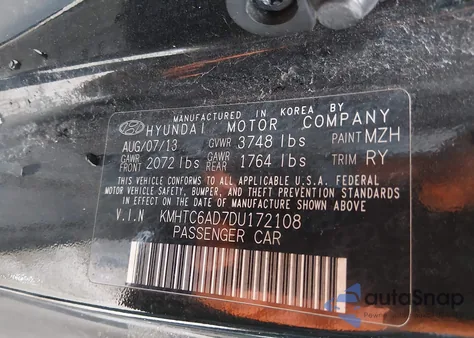 MANUFACTURED IN KOREA BY
HYUNDAI MOTOR COMPANY
AUG/07/13 GVWR 3748 lbs PAINT MZH
GAWR FRONT 2072 lbs GAWR REAR 1764 lbs TRIM RY
THIS VEHICLE CONFORMS TO ALL APPLICABLE U.S.A. FEDERAL
MOTOR VEHICLE SAFETY, BUMPER, AND THEFT PREVENTION STANDARDS
IN EFFECT ON THE DATE OF MANUFACTURE SHOWN ABOVE.
V.I.N KMHTC6AD7DU172108
PASSENGER CAR
autoSnap
Power by